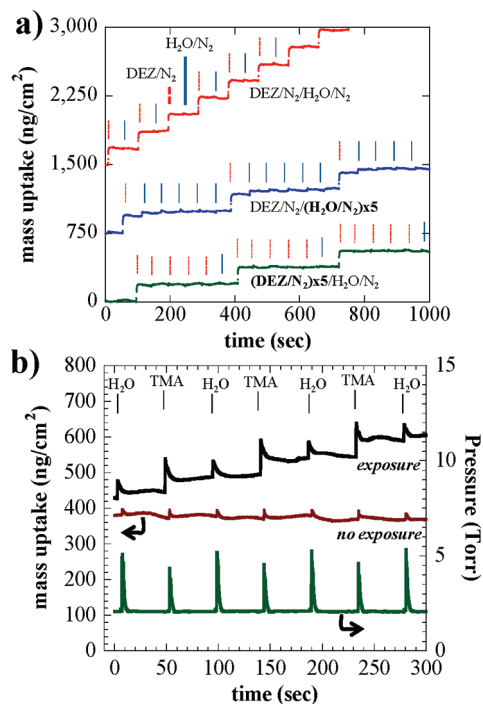 a)
3,000
2,250
1,500
750
0
mass uptake (ng/cm²)
H₂O/N₂
DEZ/N₂
DEZ/N₂/H₂O/N₂
DEZ/N₂/(H₂O/N₂)x5
(DEZ/N₂)x5/H₂O/N₂
0 200 400 600 800 1000
time (sec)
b)
800 15
H₂O TMA H₂O TMA H₂O TMA H₂O
700
600
500
400
300
200
100
0
10
5
0
mass uptake (ng/cm²)
Pressure (Torr)
exposure
no exposure
0 50 100 150 200 250 300
time (sec)